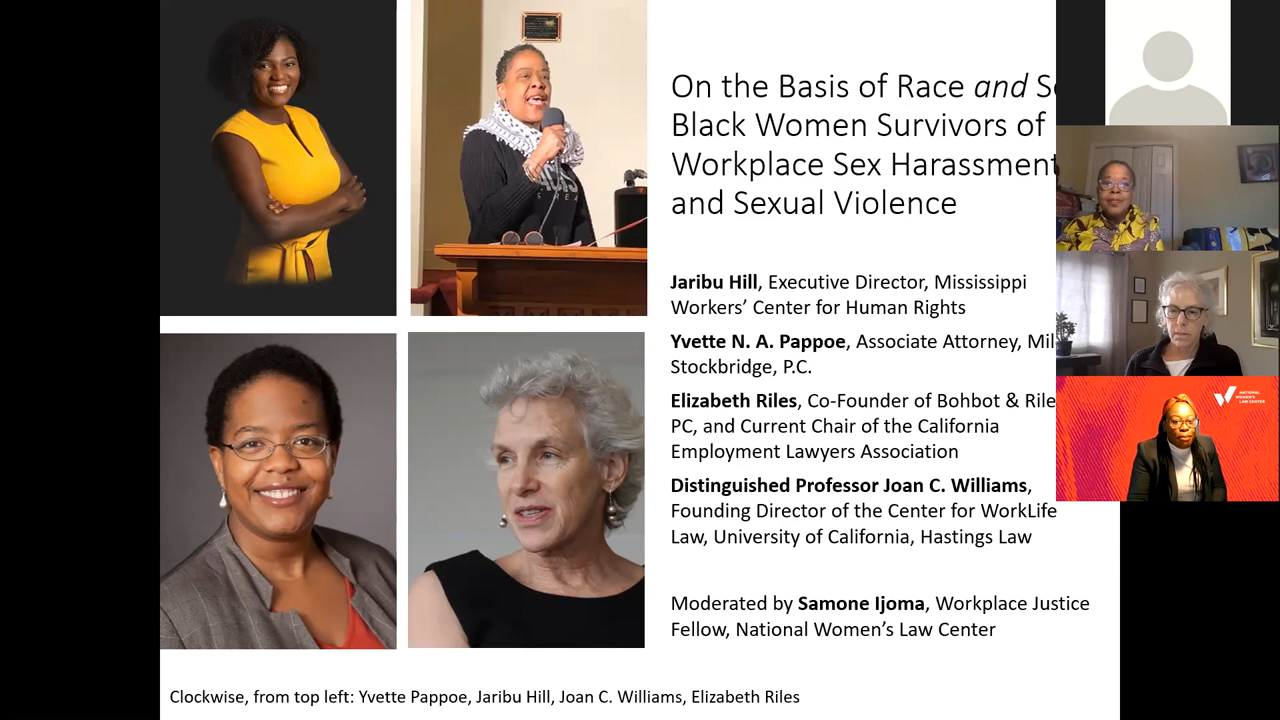 On the Basis of Race and S
Black Women Survivors of
Workplace Sex Harassment
and Sexual Violence
Jaribu Hill, Executive Director, Mississippi
Workers’ Center for Human Rights
Yvette N. A. Pappoe, Associate Attorney, Mil
Stockbridge, P.C.
Elizabeth Riles, Co-Founder of Bohbot & Rile
PC, and Current Chair of the California
Employment Lawyers Association
Distinguished Professor Joan C. Williams,
Founding Director of the Center for WorkLife
Law, University of California, Hastings Law
Moderated by Samone Ijoma, Workplace Justice
Fellow, National Women’s Law Center
Clockwise, from top left: Yvette Pappoe, Jaribu Hill, Joan C. Williams, Elizabeth Riles
NATIONAL
WOMEN'S
LAW CENTER